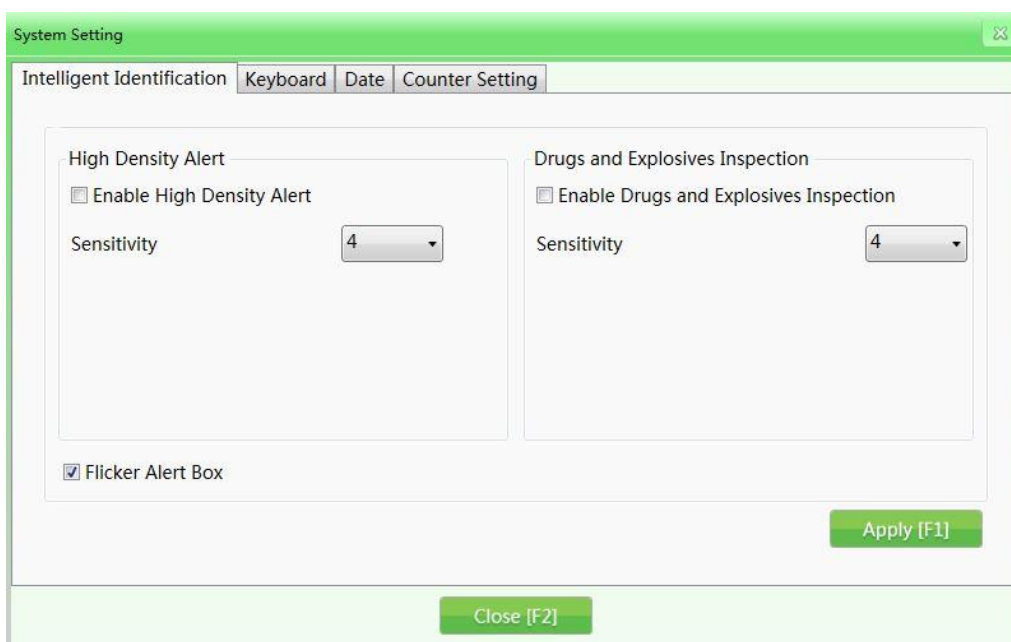 System Setting
Intelligent Identification Keyboard Date Counter Setting
High Density Alert
Enable High Density Alert
Sensitivity 4
Drugs and Explosives Inspection
Enable Drugs and Explosives Inspection
Sensitivity 4
Flicker Alert Box
Apply [F1]
Close [F2]